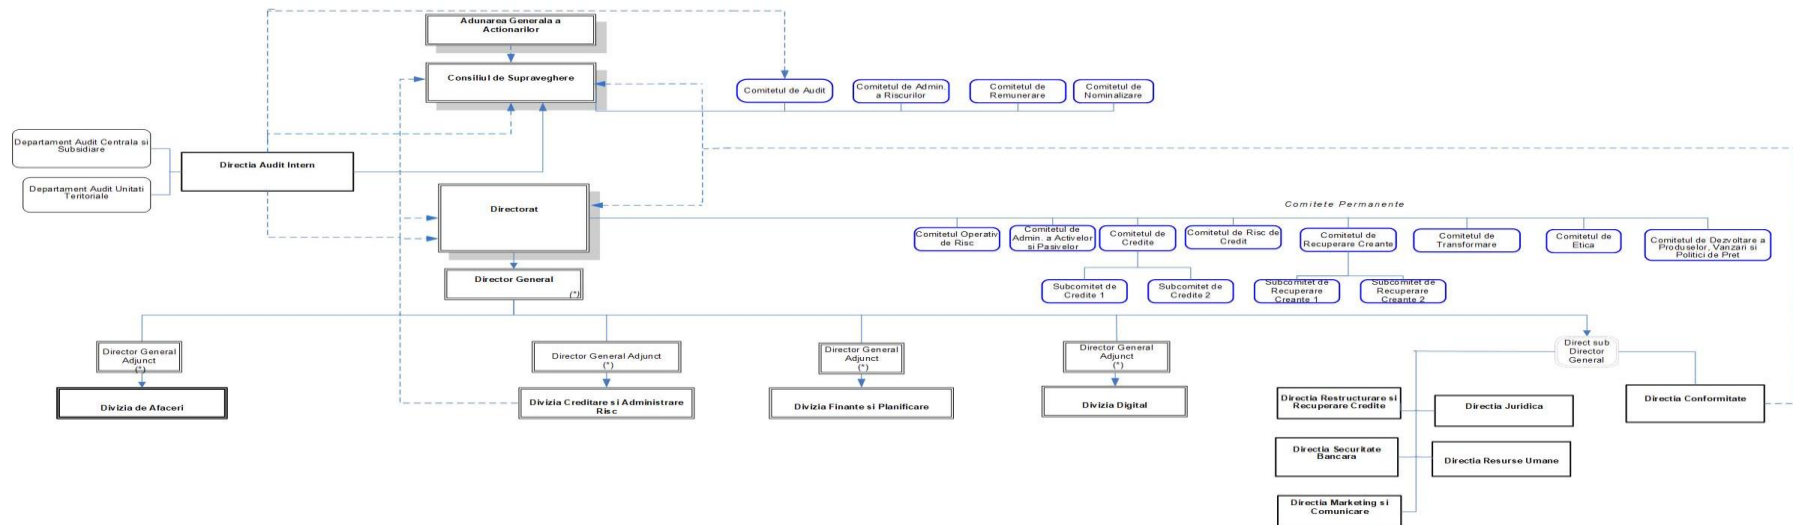 Adunarea Generala a
Actionarilor
Consiliul de Supraveghere
Comitetul de Audit
Comitetul de Admin.
a Riscurilor
Comitetul de
Remunerare
Comitetul de
Nominalizare
Departament Audit Centrala si
Subsidiare
Directia Audit Intern
Departament Audit Unitati
Teritoriale
Directorat
Comitete Permanente
Comitetul Operativ
de Risc
Comitetul de
Admin. a Activelor
si Pasivelor
Comitetul de
Credite
Comitetul de Risc de
Credit
Comitetul de
Recuperare Creante
Comitetul de
Transformare
Comitetul de
Etica
Comitetul de Dezvoltare a
Produselor, Vanzari si
Politici de Pret
Director General
(*)
Subcomitet de
Credite 1
Subcomitet de
Credite 2
Subcomitet de
Recuperare
Creante 1
Subcomitet de
Recuperare
Creante 2
Director General
Adjunct
(*)
Director General Adjunct
(*)
Director General
Adjunct
(*)
Director General
Adjunct
(*)
Direct sub
Director
General
Divizia de Afaceri
Divizia Creditare si Administrare
Risc
Divizia Finante si Planificare
Divizia Digital
Directia Restructurare si
Recuperare Credite
Directia Juridica
Directia Conformitate
Directia Securitate
Bancara
Directia Resurse Umane
Directia Marketing si
Comunicare